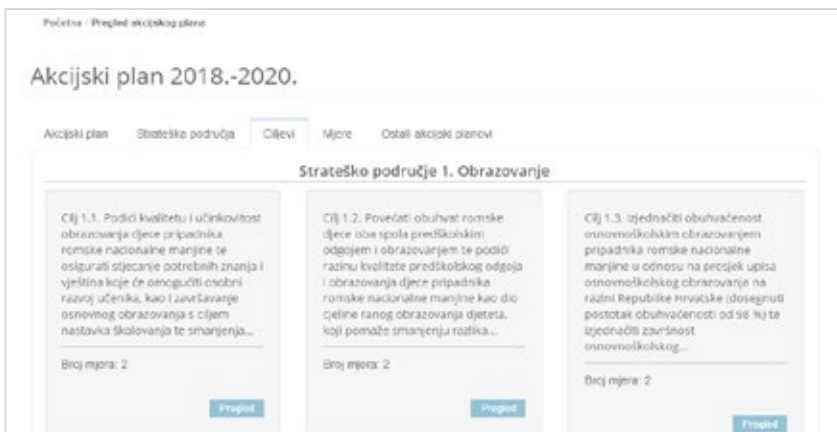 Početna / Pregled akcijskog plana
Akcijski plan 2018.-2020.
Akcijski plan Strateška područja Ciljevi Mjere Ostali akcijski planovi
Strateško područje 1. Obrazovanje
Cilj 1.1. Podići kvalitetu i učinkovitost
obrazovanja djece pripadnika
romske nacionalne manjine te
osigurati stjecanje potrebnih znanja i
vještina koje će omogućiti osobni
razvoj učenika, kao i završavanje
osnovnog obrazovanja s ciljem
nastavka školovanja te smanjenja...
Broj mjera: 2
Pregled
Cilj 1.2. Povećati obuhvat romske
djece oba spola predškolskim
odgojem i obrazovanjem te podići
razinu kvalitete predškolskog odgoja
i obrazovanja djece pripadnika
romske nacionalne manjine kao dio
cjeline ranog obrazovanja djeteta,
koji pomaže smanjenju razlika...
Broj mjera: 2
Pregled
Cilj 1.3. Izjednačiti obuhvaćenost
osnovnoškolskim obrazovanjem
pripadnika romske nacionalne
manjine u odnosu na prosjek upisa
osnovnoškolskog obrazovanja na
razini Republike Hrvatske (dosegnuti
postotak obuhvaćenosti od 98 %) te
izjednačiti završnost
osnovnoškolskog...
Broj mjera: 2
Pregled